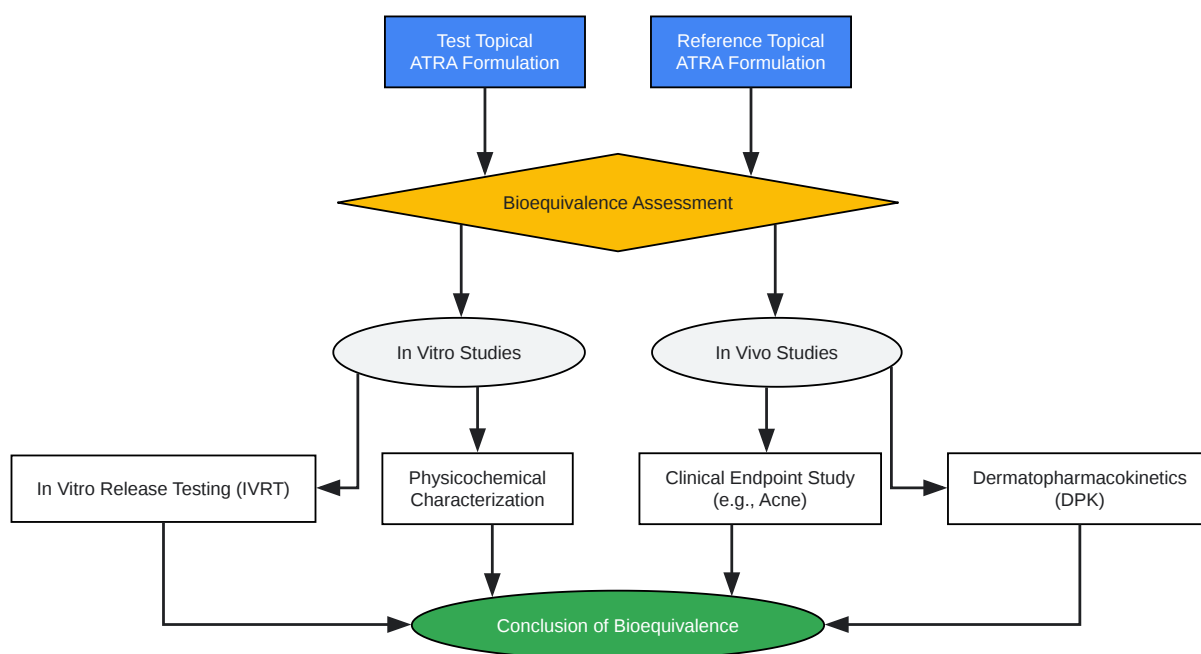 Test Topical
ATRA Formulation
Reference Topical
ATRA Formulation
Bioequivalence Assessment
In Vitro Studies
In Vivo Studies
In Vitro Release Testing (IVRT)
Physicochemical
Characterization
Clinical Endpoint Study
(e.g., Acne)
Dermatopharmacokinetics
(DPK)
Conclusion of Bioequivalence